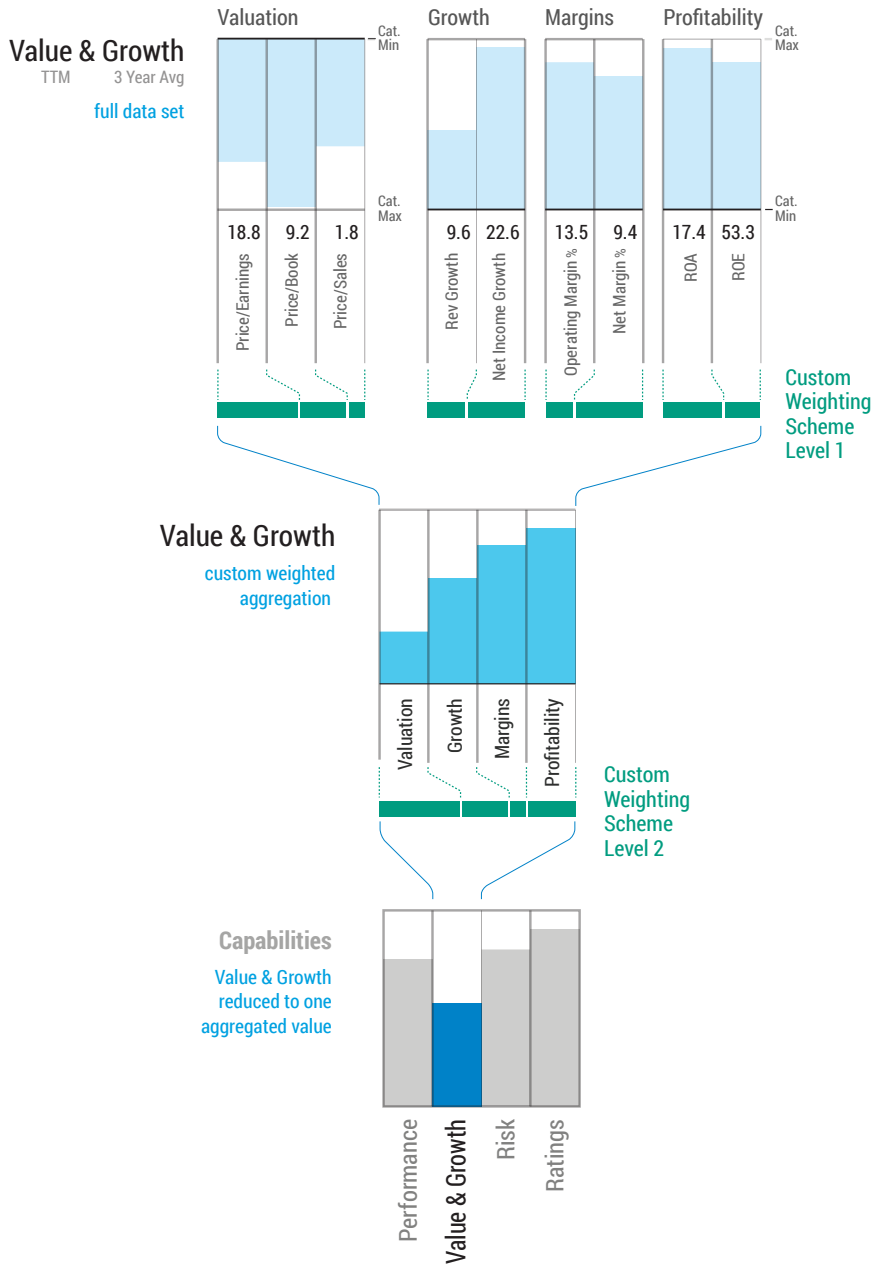 Valuation
Growth
Margins
Profitability
Value & Growth
TTM 3 Year Avg
full data set
Cat.
Min
Cat.
Max
Cat.
Max
Cat.
Min
18.8 9.2 1.8
9.6 22.6
13.5 9.4
17.4 53.3
Price/Earnings
Price/Book
Price/Sales
Rev Growth
Net Income Growth
Operating Margin %
Net Margin %
ROA
ROE
Custom
Weighting
Scheme
Level 1
Value & Growth
custom weighted
aggregation
Valuation
Growth
Margins
Profitability
Custom
Weighting
Scheme
Level 2
Capabilities
Value & Growth
reduced to one
aggregated value
Performance
Value & Growth
Risk
Ratings